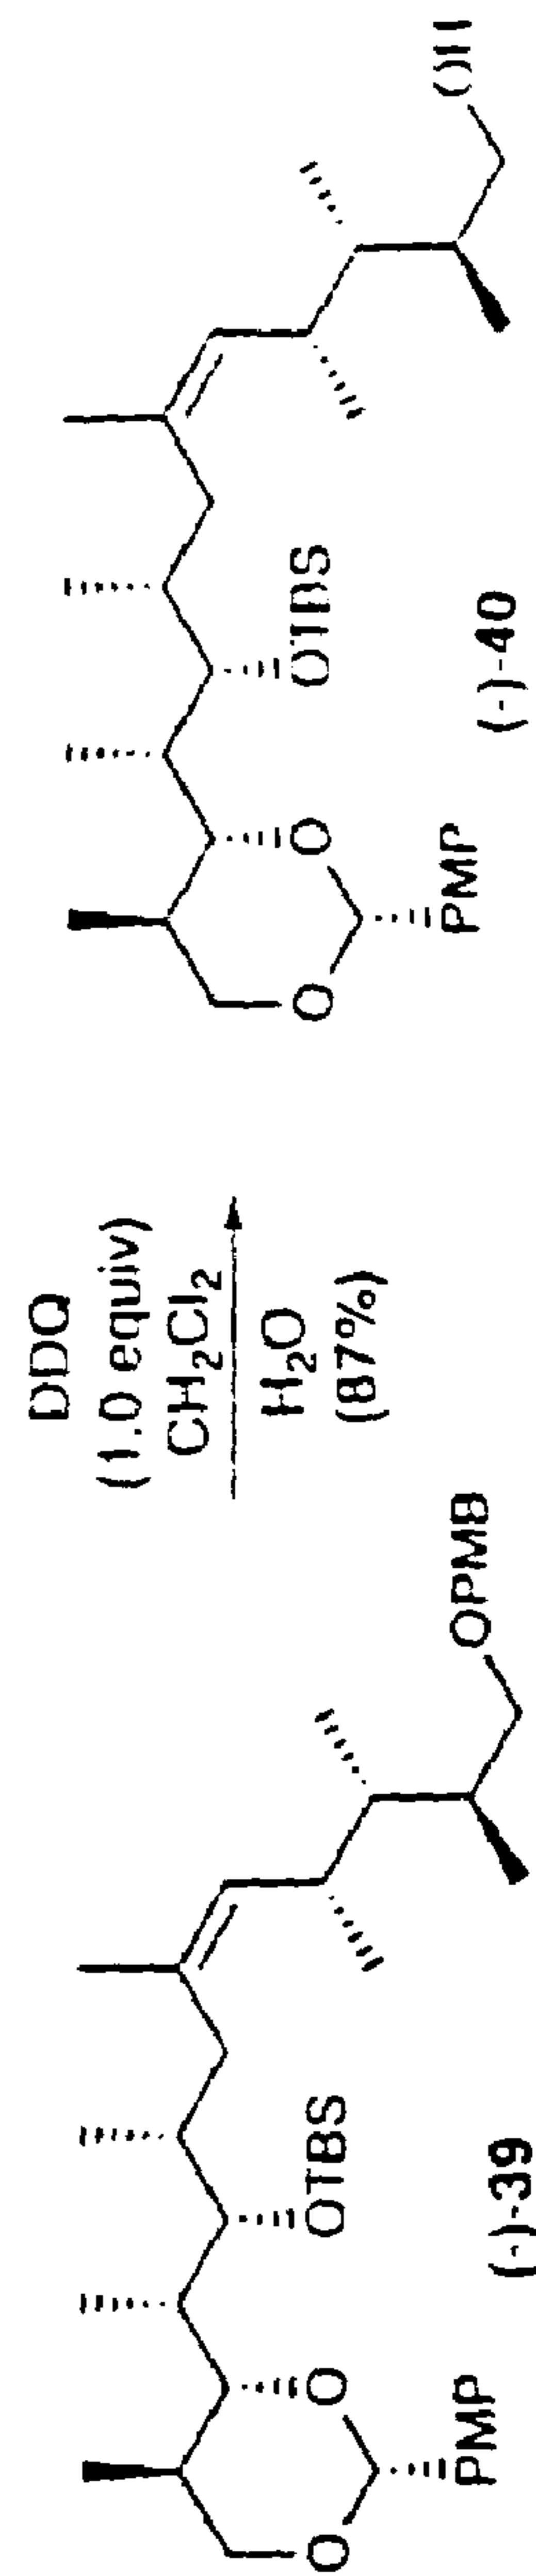 O
O
PMP
OTBS
OPMB
(-)-39
DDQ
(1.0 equiv)
CH2Cl2
H2O
(87%)
O
O
PMP
OTBS
OH
(-)-40